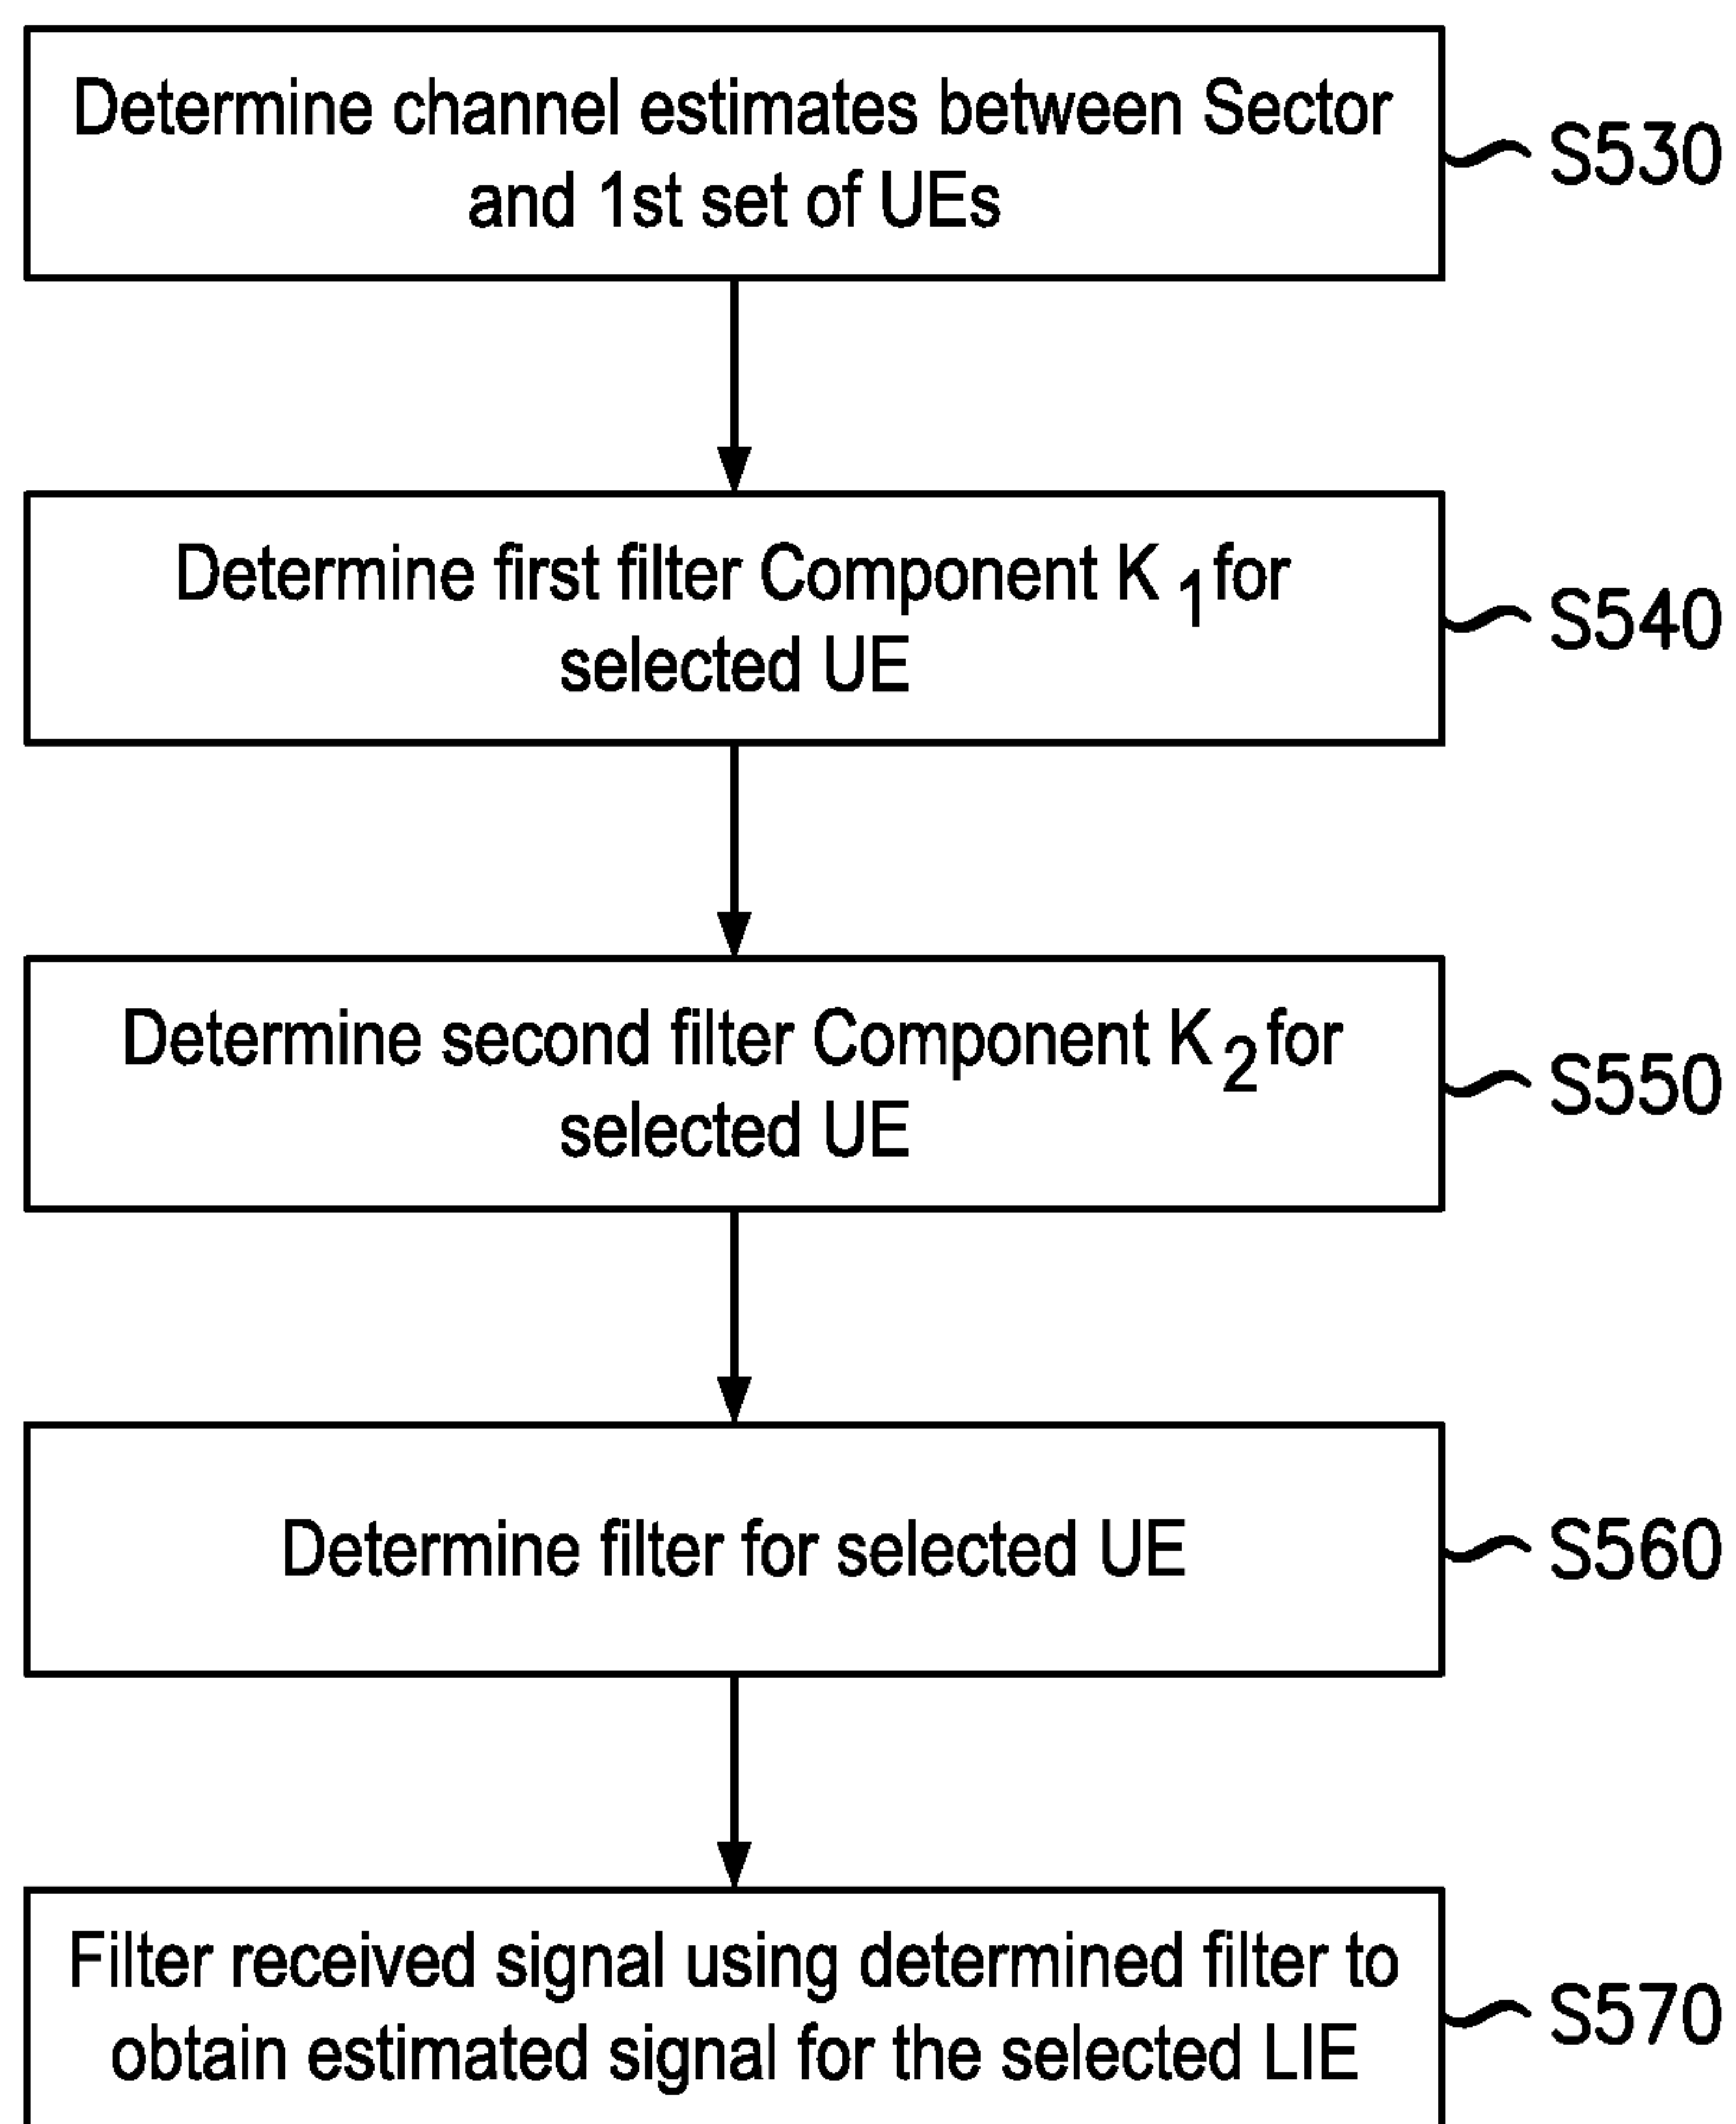 Determine channel estimates between Sector
and 1st set of UEs
S530
Determine first filter Component K1 for
selected UE
S540
Determine second filter Component K2 for
selected UE
S550
Determine filter for selected UE
S560
Filter received signal using determined filter to
obtain estimated signal for the selected LIE
S570